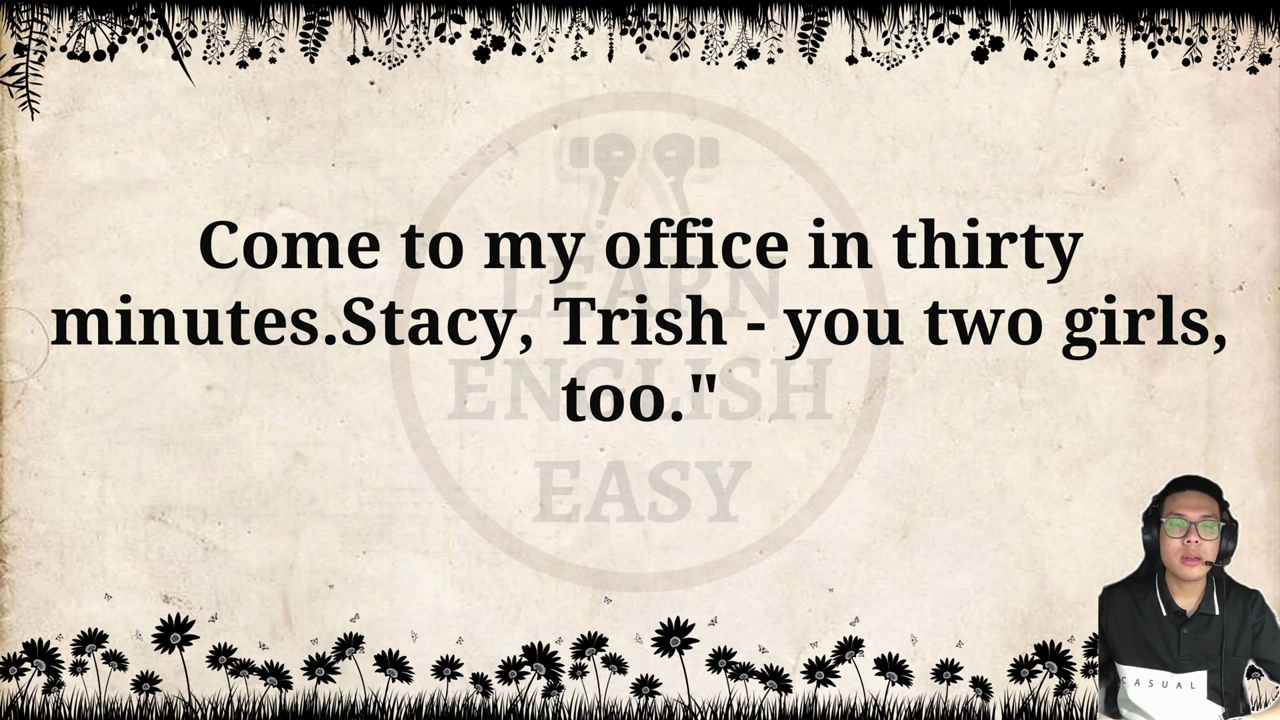 Come to my office in thirty
minutes.Stacy, Trish - you two girls,
too."
LEARN
ENGLISH
EASY
CASUAL